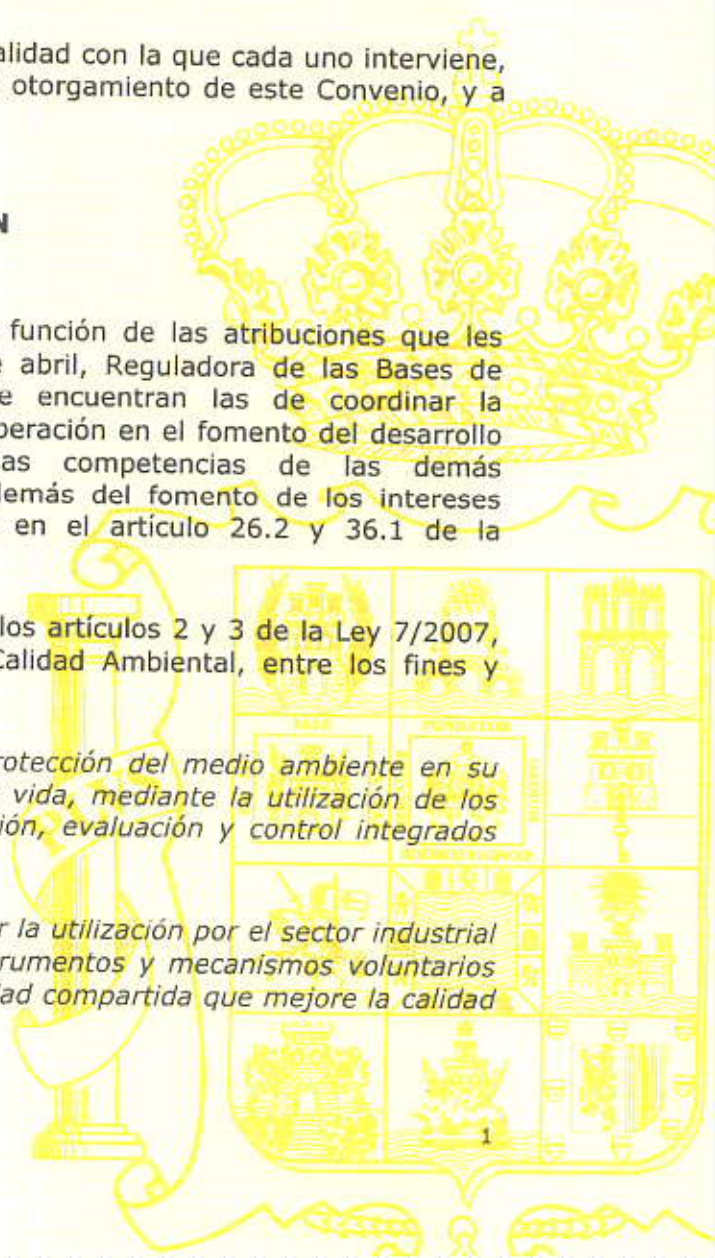 alidad con la que cada uno interviene,
otorgamiento de este Convenio, y a
N
función de las atribuciones que les
e abril, Reguladora de las Bases de
e encuentran las de coordinar la
peración en el fomento del desarrollo
as competencias de las demás
demás del fomento de los intereses
en el artículo 26.2 y 36.1 de la
los artículos 2 y 3 de la Ley 7/2007,
Calidad Ambiental, entre los fines y
rotección del medio ambiente en su
vida, mediante la utilización de los
ión, evaluación y control integrados
r la utilización por el sector industrial
trumentos y mecanismos voluntarios
dad compartida que mejore la calidad
1